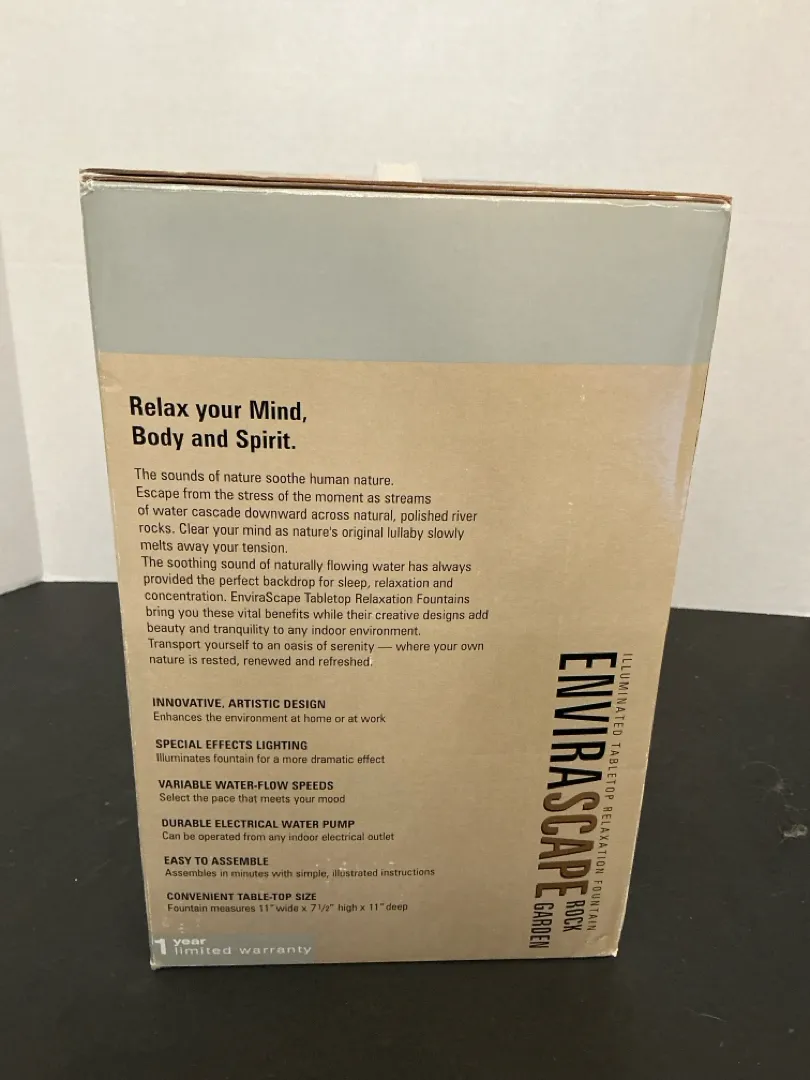 Relax your Mind,
Body and Spirit.
The sounds of nature soothe human nature.
Escape from the stress of the moment as streams
of water cascade downward across natural, polished river
rocks. Clear your mind as nature's original lullaby slowly
melts away your tension.
The soothing sound of naturally flowing water has always
provided the perfect backdrop for sleep, relaxation and
concentration. EnviraScape Tabletop Relaxation Fountains
bring you these vital benefits while their creative designs add
beauty and tranquility to any indoor environment.
Transport yourself to an oasis of serenity — where your own
nature is rested, renewed and refreshed.
INNOVATIVE, ARTISTIC DESIGN
Enhances the environment at home or at work
SPECIAL EFFECTS LIGHTING
Illuminates fountain for a more dramatic effect
VARIABLE WATER-FLOW SPEEDS
Select the pace that meets your mood
DURABLE ELECTRICAL WATER PUMP
Can be operated from any indoor electrical outlet
EASY TO ASSEMBLE
Assembles in minutes with simple, illustrated instructions
CONVENIENT TABLE-TOP SIZE
Fountain measures 11" wide x 7 1/2" high x 11" deep
1 year
limited warranty
ILLUMINATED TABLETOP RELAXATION FOUNTAIN
ENVIRASCAPE
ROCK
GARDEN